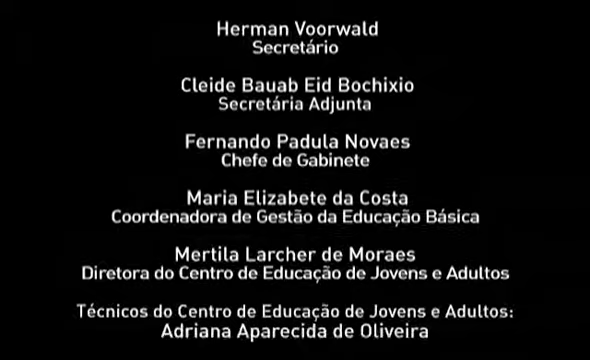 Herman Voorwald
Secretário
Cleide Bauab Eid Bochixio
Secretária Adjunta
Fernando Padula Novaes
Chefe de Gabinete
Maria Elizabete da Costa
Coordenadora de Gestão da Educação Básica
Mertila Larcher de Moraes
Diretora do Centro de Educação de Jovens e Adultos
Técnicos do Centro de Educação de Jovens e Adultos:
Adriana Aparecida de Oliveira